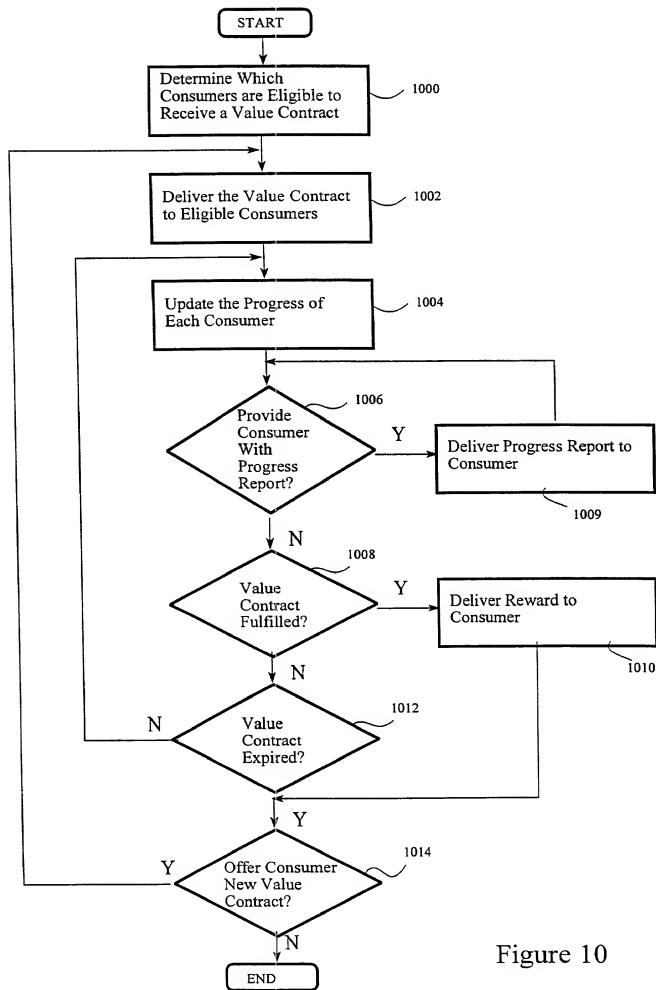 START
Determine Which
Consumers are Eligible to
Receive a Value Contract
1000
Deliver the Value Contract
to Eligible Consumers
1002
Update the Progress of
Each Consumer
1004
1006
Provide
Consumer
With
Progress
Report?
Y
Deliver Progress Report to
Consumer
1009
N
1008
Value
Contract
Fulfilled?
Y
Deliver Reward to
Consumer
1010
N
1012
Value
Contract
Expired?
N
Y
1014
Offer Consumer
New Value
Contract?
Y
N
END
Figure 10